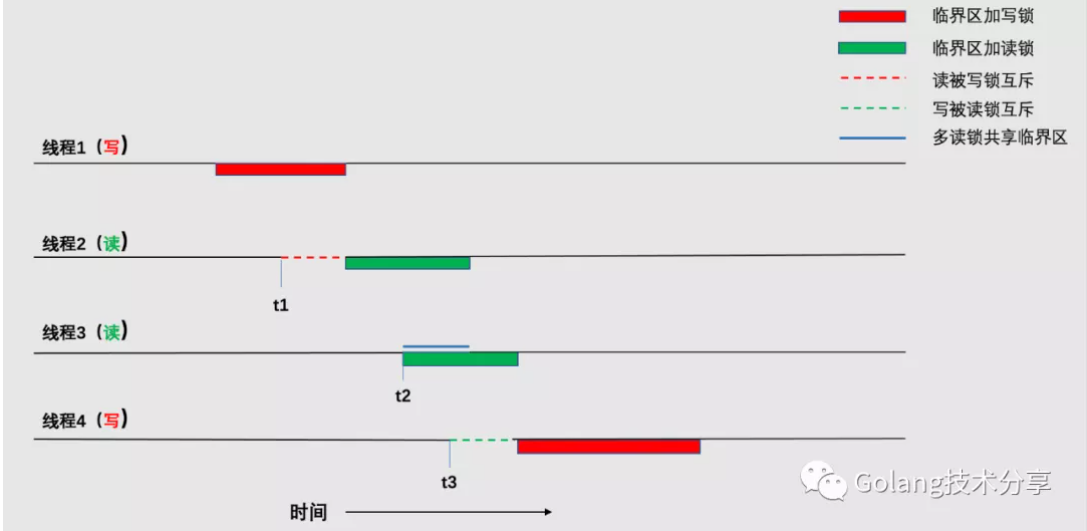 临界区加写锁
临界区加读锁
读被写锁互斥
写被读锁互斥
多读锁共享临界区
线程1（写）
线程2（读）
t1
线程3（读）
t2
线程4（写）
t3
时间
Golang技术分享